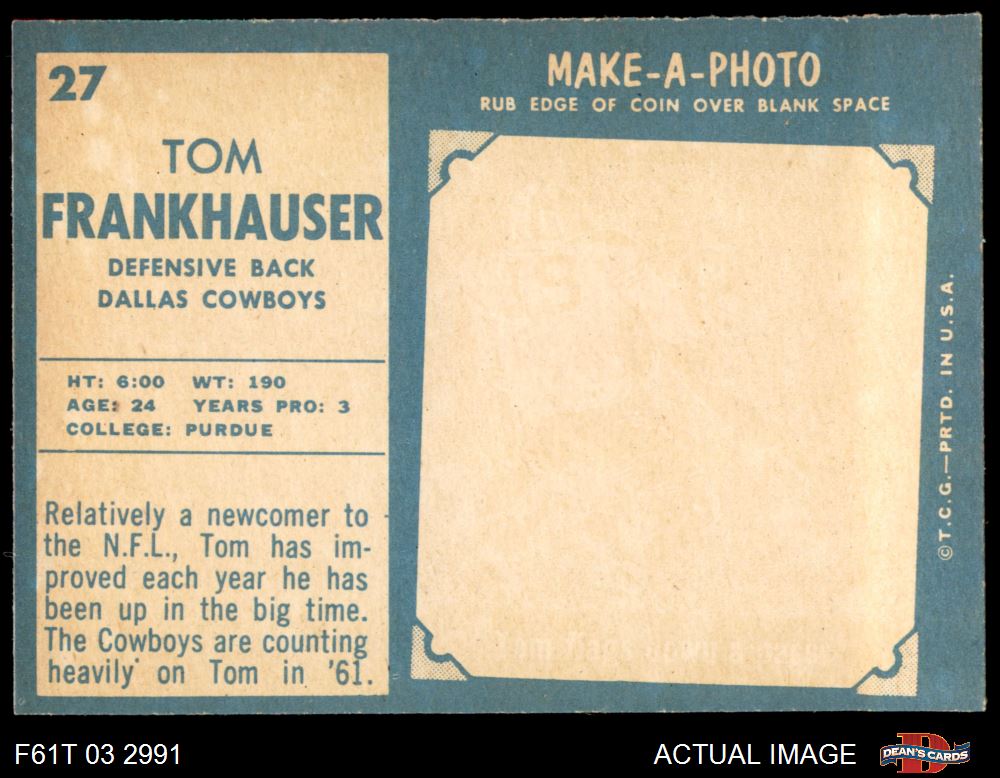 27
TOM
FRANKHAUSER
DEFENSIVE BACK
DALLAS COWBOYS
HT: 6:00 WT: 190
AGE: 24 YEARS PRO: 3
COLLEGE: PURDUE
Relatively a newcomer to
the N.F.L., Tom has im-
proved each year he has
been up in the big time.
The Cowboys are counting
heavily on Tom in '61.
MAKE-A-PHOTO
RUB EDGE OF COIN OVER BLANK SPACE
©T.C.G.—PRTD. IN U.S.A.
F61T 03 2991
ACTUAL IMAGE
DEAN'S CARDS